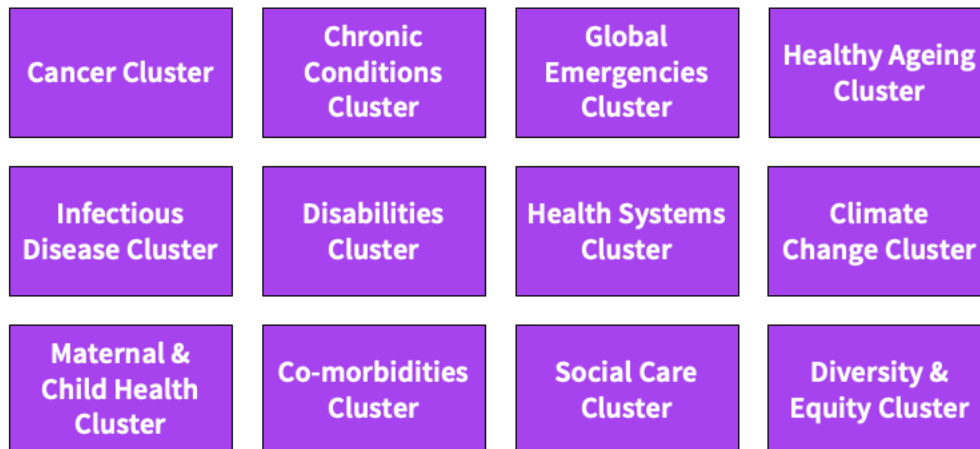 Cancer Cluster
Chronic
Conditions
Cluster
Global
Emergencies
Cluster
Healthy Ageing
Cluster
Infectious
Disease Cluster
Disabilities
Cluster
Health Systems
Cluster
Climate
Change Cluster
Maternal &
Child Health
Cluster
Co-morbidities
Cluster
Social Care
Cluster
Diversity &
Equity Cluster